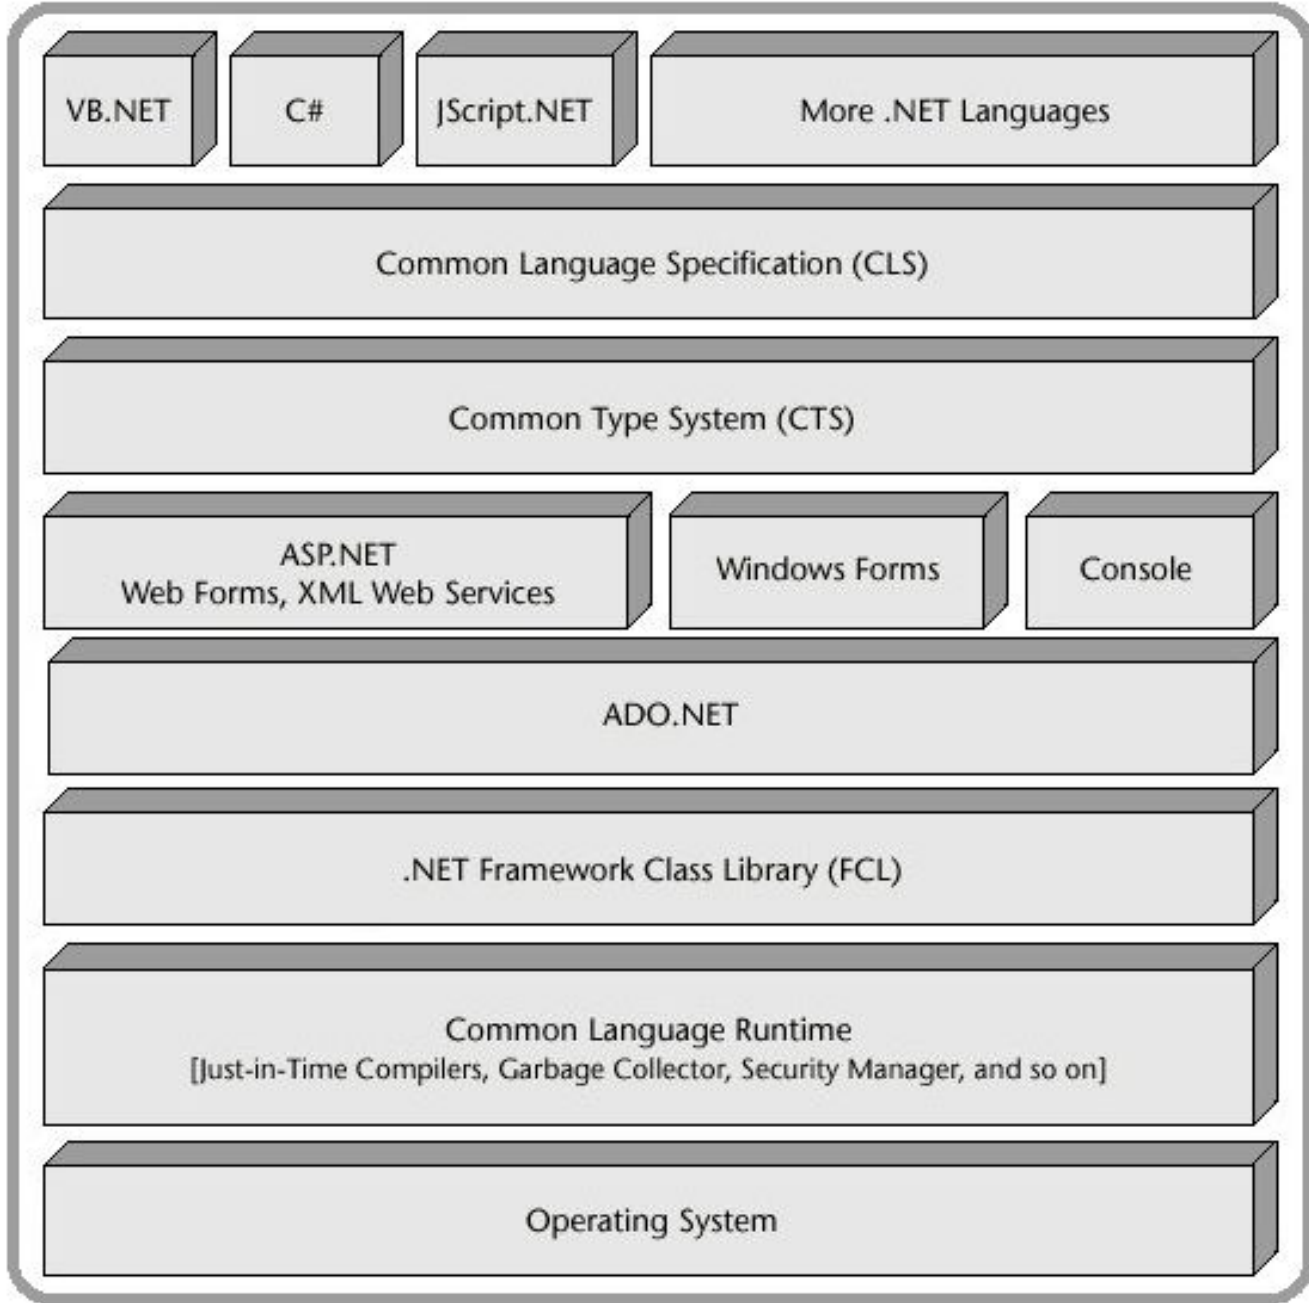 VB.NET
C#
JScript.NET
More .NET Languages
Common Language Specification (CLS)
Common Type System (CTS)
ASP.NET
Web Forms, XML Web Services
Windows Forms
Console
ADO.NET
.NET Framework Class Library (FCL)
Common Language Runtime
[Just-in-Time Compilers, Garbage Collector, Security Manager, and so on]
Operating System